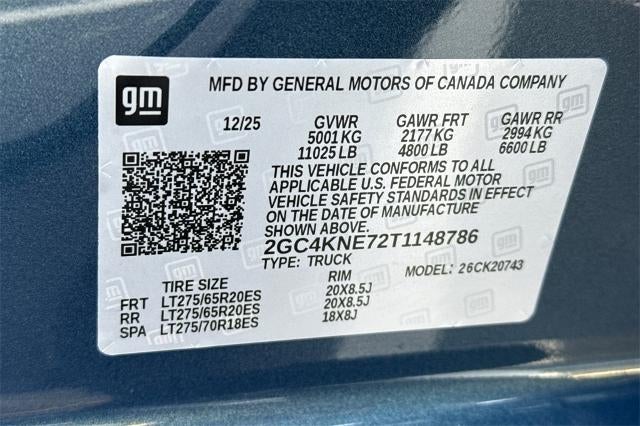 gm
MFD BY GENERAL MOTORS OF CANADA COMPANY
12/25 GVWR GAWR FRT GAWR RR
5001 KG 2177 KG 2994 KG
11025 LB 4800 LB 6600 LB
THIS VEHICLE CONFORMS TO ALL
APPLICABLE U.S. FEDERAL MOTOR
VEHICLE SAFETY STANDARDS IN EFFECT
ON THE DATE OF MANUFACTURE
SHOWN ABOVE.
2GC4KNE72T1148786
TYPE: TRUCK MODEL: 26CK20743
TIRE SIZE RIM
FRT LT275/65R20ES 20X8.5J
RR LT275/65R20ES 20X8.5J
SPA LT275/70R18ES 18X8J